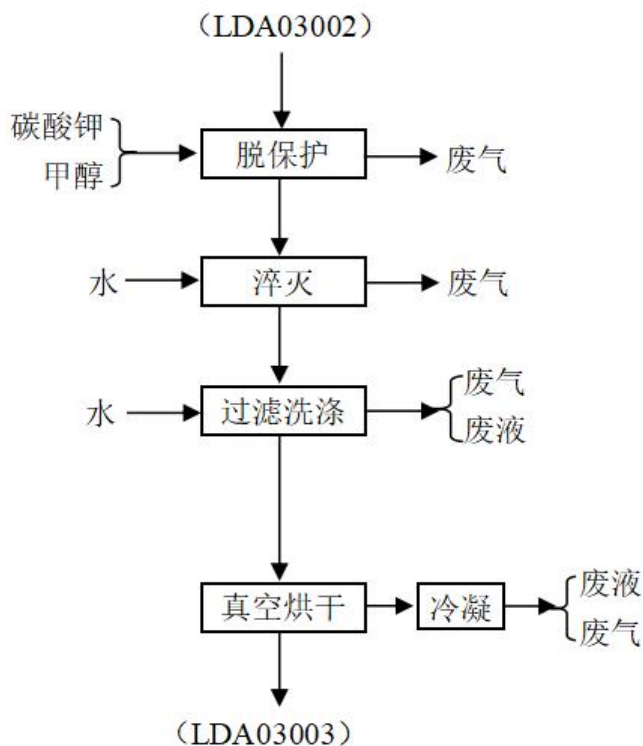 （LDA03002）
碳酸钾
甲醇
脱保护
废气
水
淬灭
废气
水
过滤洗涤
废气
废液
真空烘干
冷凝
废液
废气
（LDA03003）